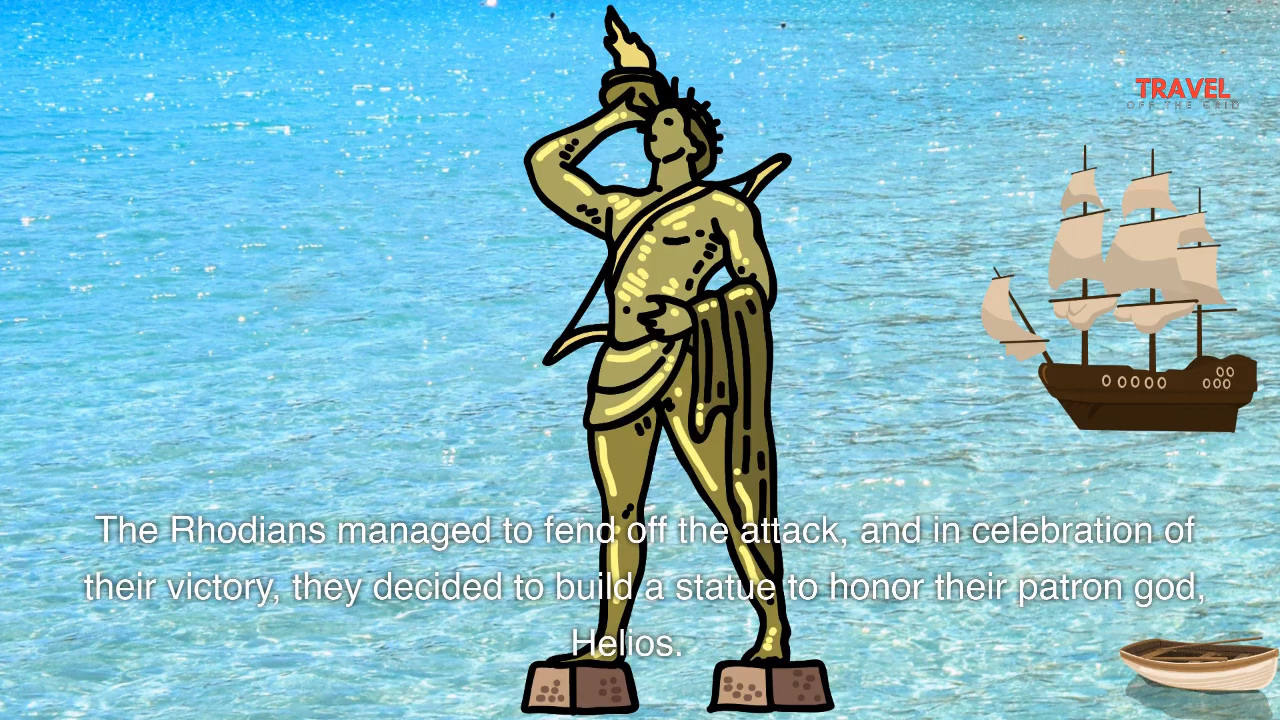 TRAVEL
OFF THE GRID
The Rhodians managed to fend off the attack, and in celebration of
their victory, they decided to build a statue to honor their patron god,
Helios.